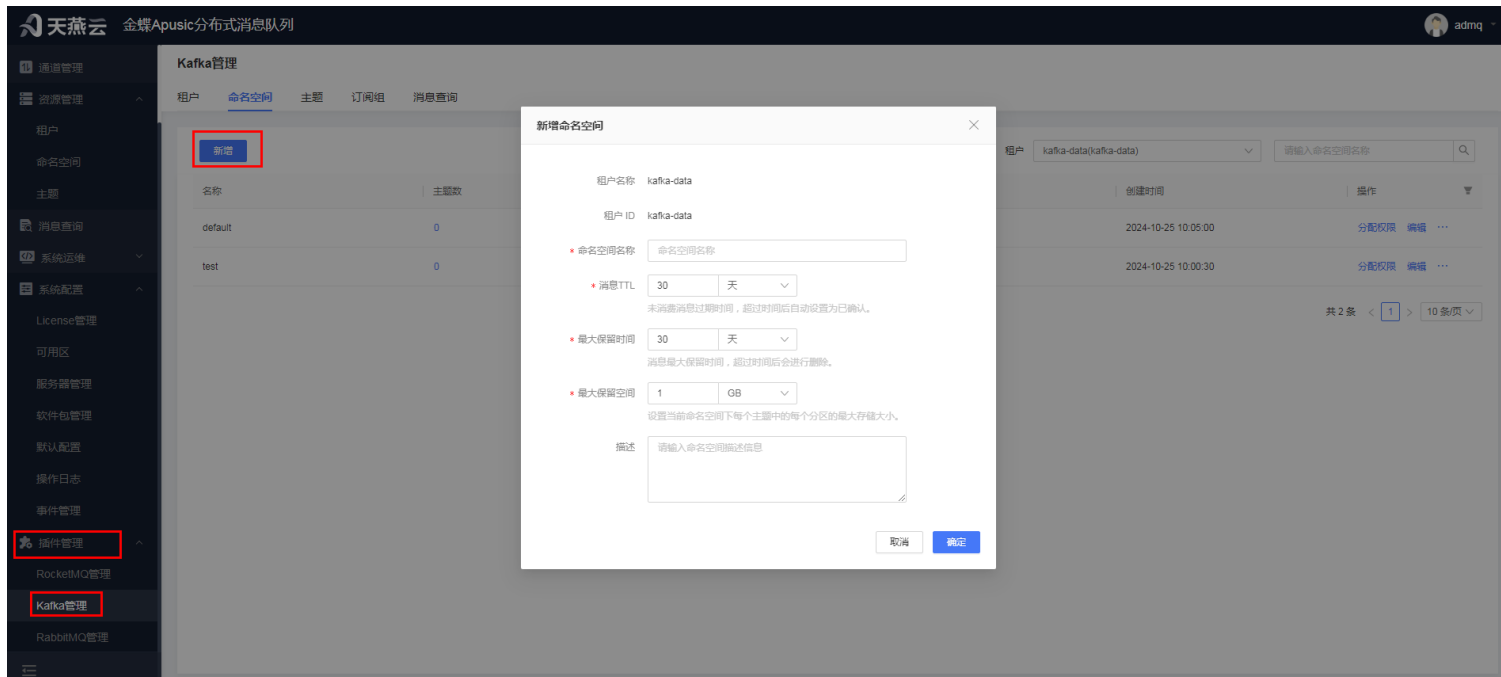 天燕云 金蝶Apusic分布式消息队列
admq
通道管理
资源管理
租户
命名空间
主题
消息查询
系统运维
系统配置
License管理
可用区
服务器管理
软件包管理
默认配置
操作日志
事件管理
插件管理
RocketMQ管理
Kafka管理
RabbitMQ管理
Kafka管理
租户 命名空间 主题 订阅组 消息查询
新增
租户 kafka-data(kafka-data) 请输入命名空间名称
名称 主题数 创建时间 操作
default 0 2024-10-25 10:05:00 分配权限 编辑 ···
test 0 2024-10-25 10:00:30 分配权限 编辑 ···
共 2 条 < 1 > 10 条/页
新增命名空间
租户名称 kafka-data
租户 ID kafka-data
* 命名空间名称 命名空间名称
* 消息TTL 30 天
未消费消息过期时间，超过时间后自动设置为已确认。
* 最大保留时间 30 天
消息最大保留时间，超过时间后会进行删除。
* 最大保留空间 1 GB
设置当前命名空间下每个主题中的每个分区的最大存储大小。
描述 请输入命名空间描述信息
取消 确定